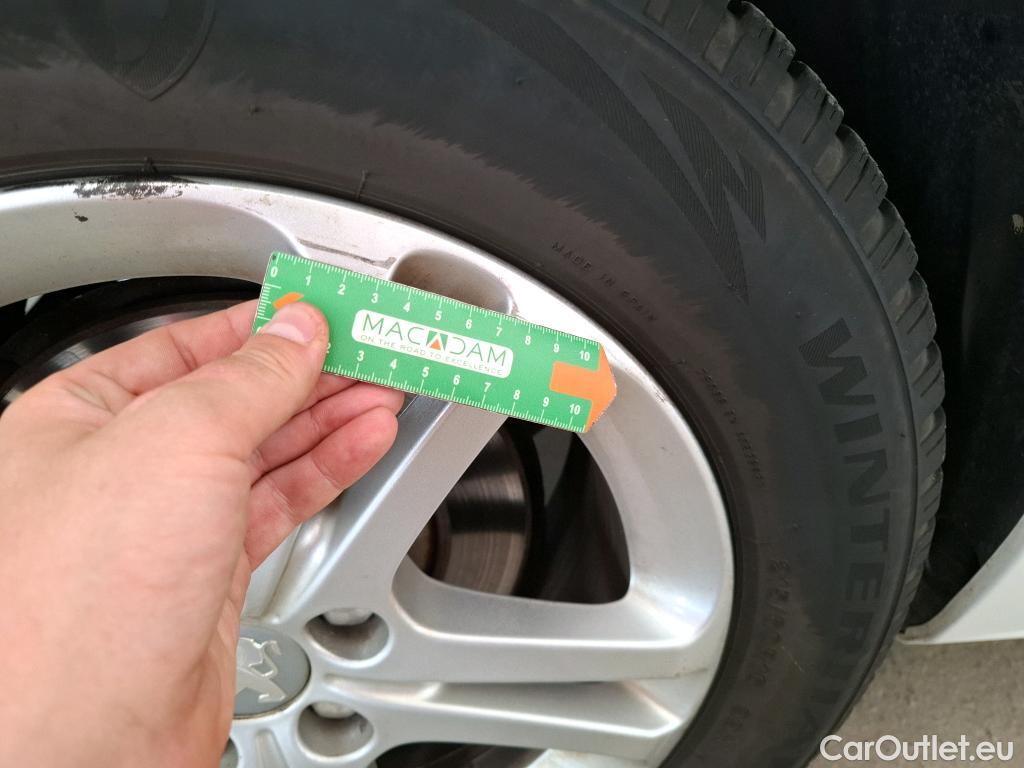 MADE IN SPAIN
0 1 2 3 4 5 6 7 8 9 10
MACADAM
ON THE ROAD TO EXCELLENCE
2 3 4 5 6 7 8 9 10
CarOutlet.eu